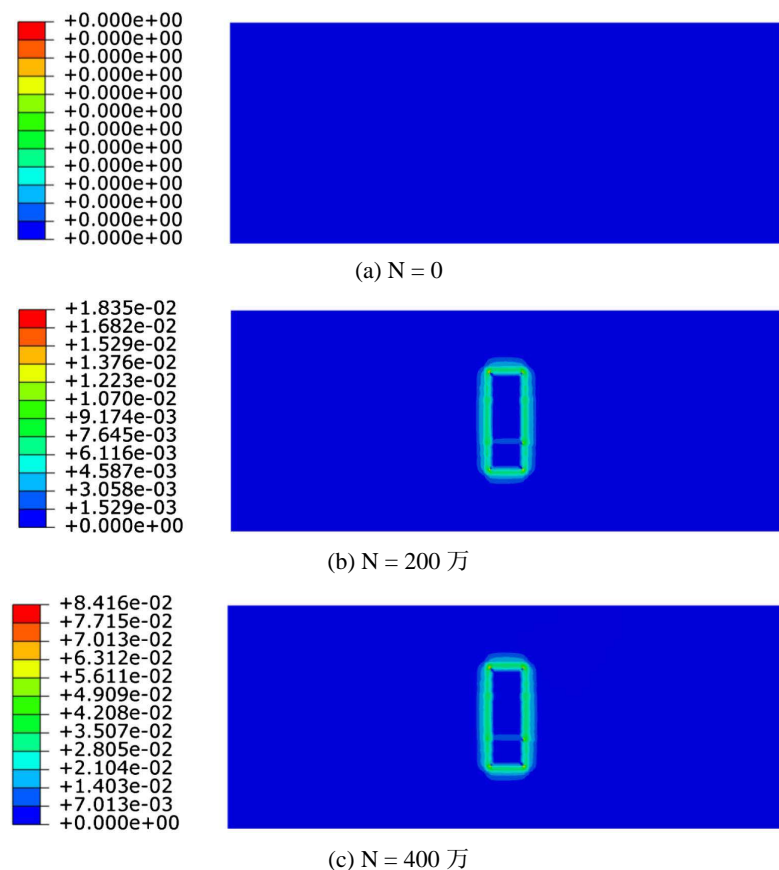 +0.000e+00
+0.000e+00
+0.000e+00
+0.000e+00
+0.000e+00
+0.000e+00
+0.000e+00
+0.000e+00
+0.000e+00
+0.000e+00
+0.000e+00
+0.000e+00
+0.000e+00
(a) N = 0
+1.835e-02
+1.682e-02
+1.529e-02
+1.376e-02
+1.223e-02
+1.070e-02
+9.174e-03
+7.645e-03
+6.116e-03
+4.587e-03
+3.058e-03
+1.529e-03
+0.000e+00
(b) N = 200 万
+8.416e-02
+7.715e-02
+7.013e-02
+6.312e-02
+5.611e-02
+4.909e-02
+4.208e-02
+3.507e-02
+2.805e-02
+2.104e-02
+1.403e-02
+7.013e-03
+0.000e+00
(c) N = 400 万